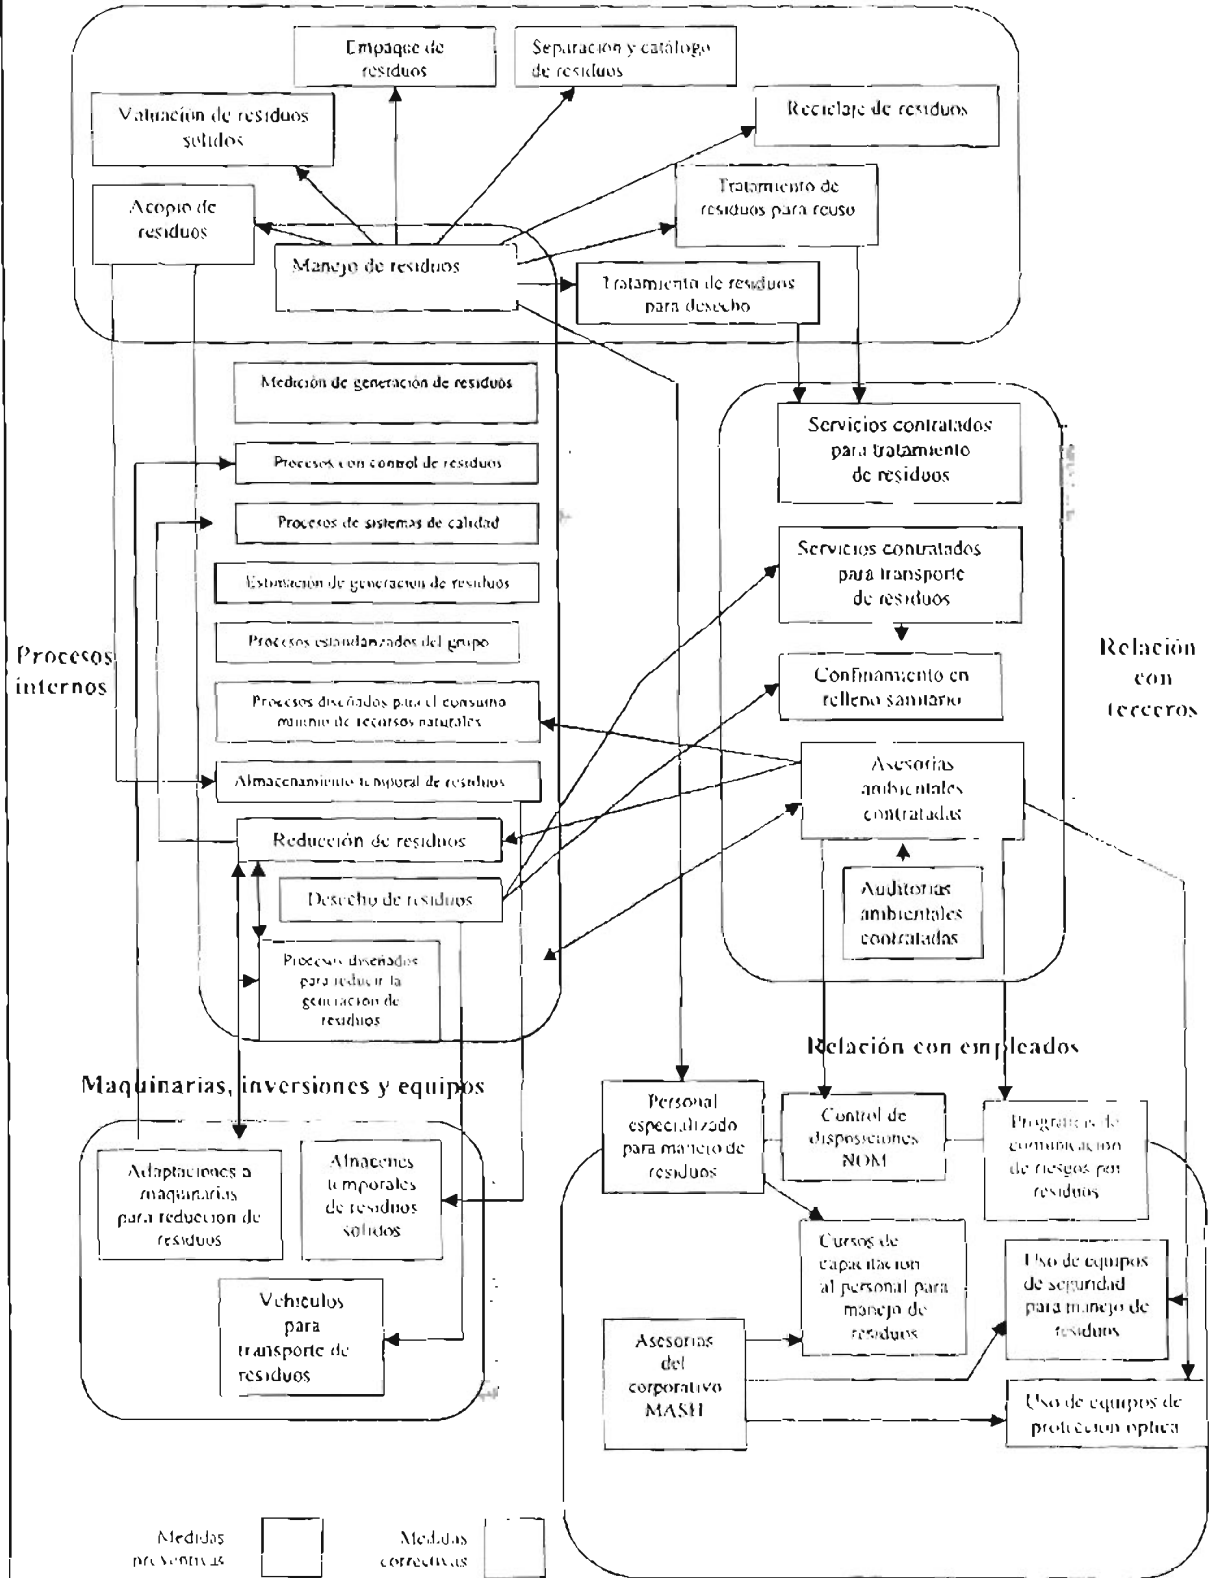 Empaque de
residuos
Separación y catálogo
de residuos
Valuación de residuos
sólidos
Reciclaje de residuos
Acopio de
residuos
Tratamiento de
residuos para reuso
Manejo de residuos
Tratamiento de residuos
para desecho
Medición de generación de residuos
Procesos con control de residuos
Procesos de sistemas de calidad
Estimación de generación de residuos
Procesos estandarizados del grupo
Procesos diseñados para el consumo
mínimo de recursos naturales
Almacenamiento temporal de residuos
Reducción de residuos
Desecho de residuos
Procesos diseñados
para reducir la
generación de
residuos
Procesos
internos
Servicios contratados
para tratamiento
de residuos
Servicios contratados
para transporte
de residuos
Confinamiento en
relleno sanitario
Asesorías
ambientales
contratadas
Auditorías
ambientales
contratadas
Relación
con
terceros
Relación con empleados
Maquinarias, inversiones y equipos
Adaptaciones a
maquinarias
para reducción de
residuos
Almacenes
temporales
de residuos
sólidos
Vehículos
para
transporte de
residuos
Personal
especializado
para manejo de
residuos
Control de
disposiciones
NOM
Programas de
comunicación
de riesgos por
residuos
Cursos de
capacitación
al personal para
manejo de
residuos
Uso de equipos
de seguridad
para manejo de
residuos
Asesorías
del
corporativo
MASH
Uso de equipos de
protección óptica
Medidas
preventivas
Medidas
correctivas